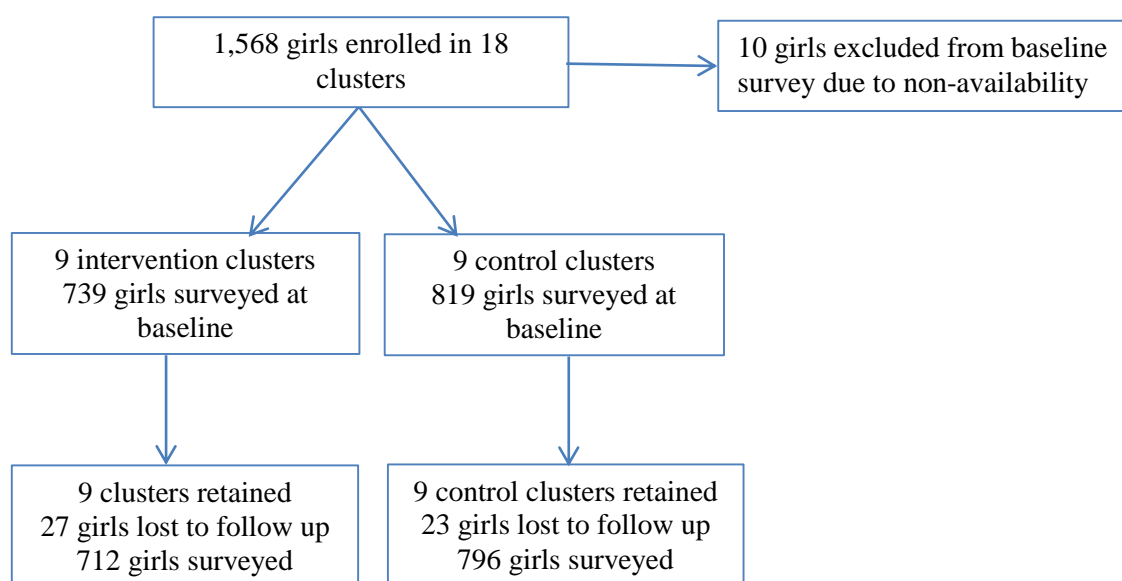 1,568 girls enrolled in 18
clusters
10 girls excluded from baseline
survey due to non-availability
9 intervention clusters
739 girls surveyed at
baseline
9 control clusters
819 girls surveyed at
baseline
9 clusters retained
27 girls lost to follow up
712 girls surveyed
9 control clusters retained
23 girls lost to follow up
796 girls surveyed